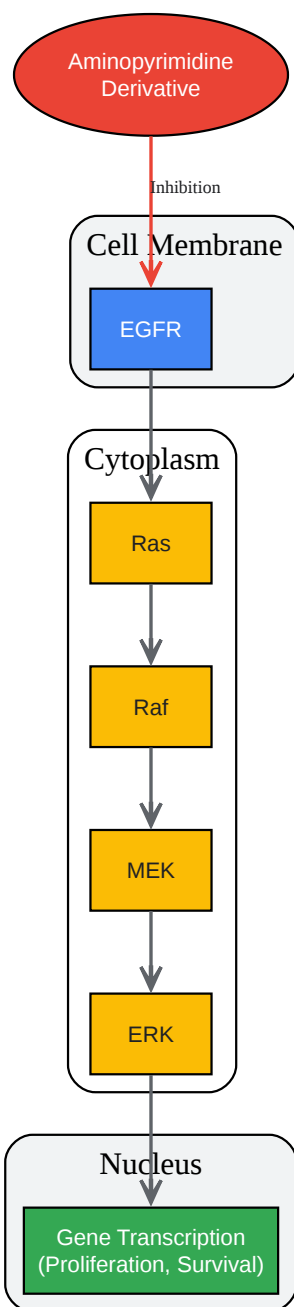 Aminopyrimidine
Derivative
Inhibition
Cell Membrane
EGFR
Cytoplasm
Ras
Raf
MEK
ERK
Nucleus
Gene Transcription
(Proliferation, Survival)